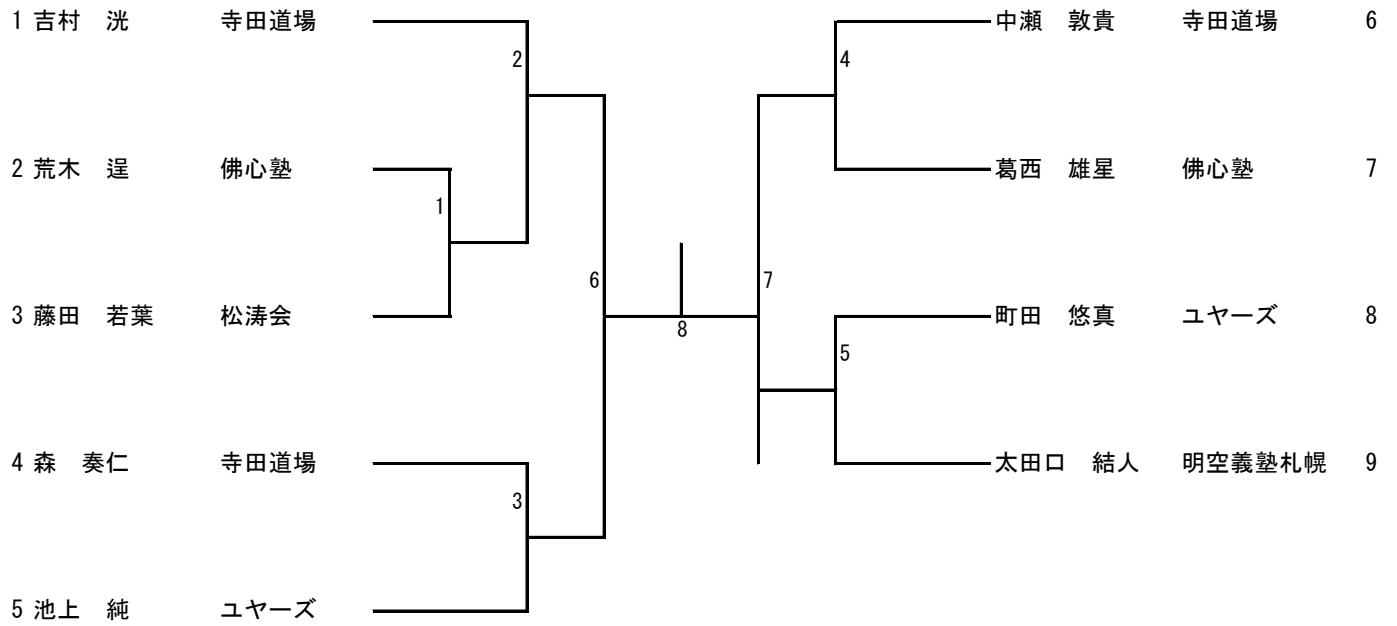 1 吉村　洸　寺田道場
2 荒木　逞　佛心塾
3 藤田　若葉　松涛会
4 森　奏仁　寺田道場
5 池上　純　ユヤーズ
2
1
6
3
8
7
4
5
中瀬　敦貴　寺田道場　6
葛西　雄星　佛心塾　7
町田　悠真　ユヤーズ　8
太田口　結人　明空義塾札幌　9